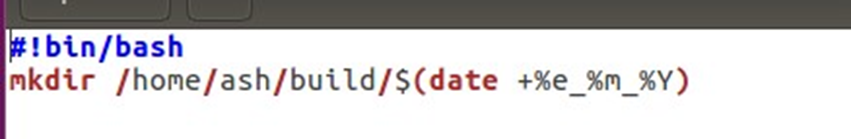 #!bin/bash
mkdir /home/ash/build/$(date +%e_%m_%Y)